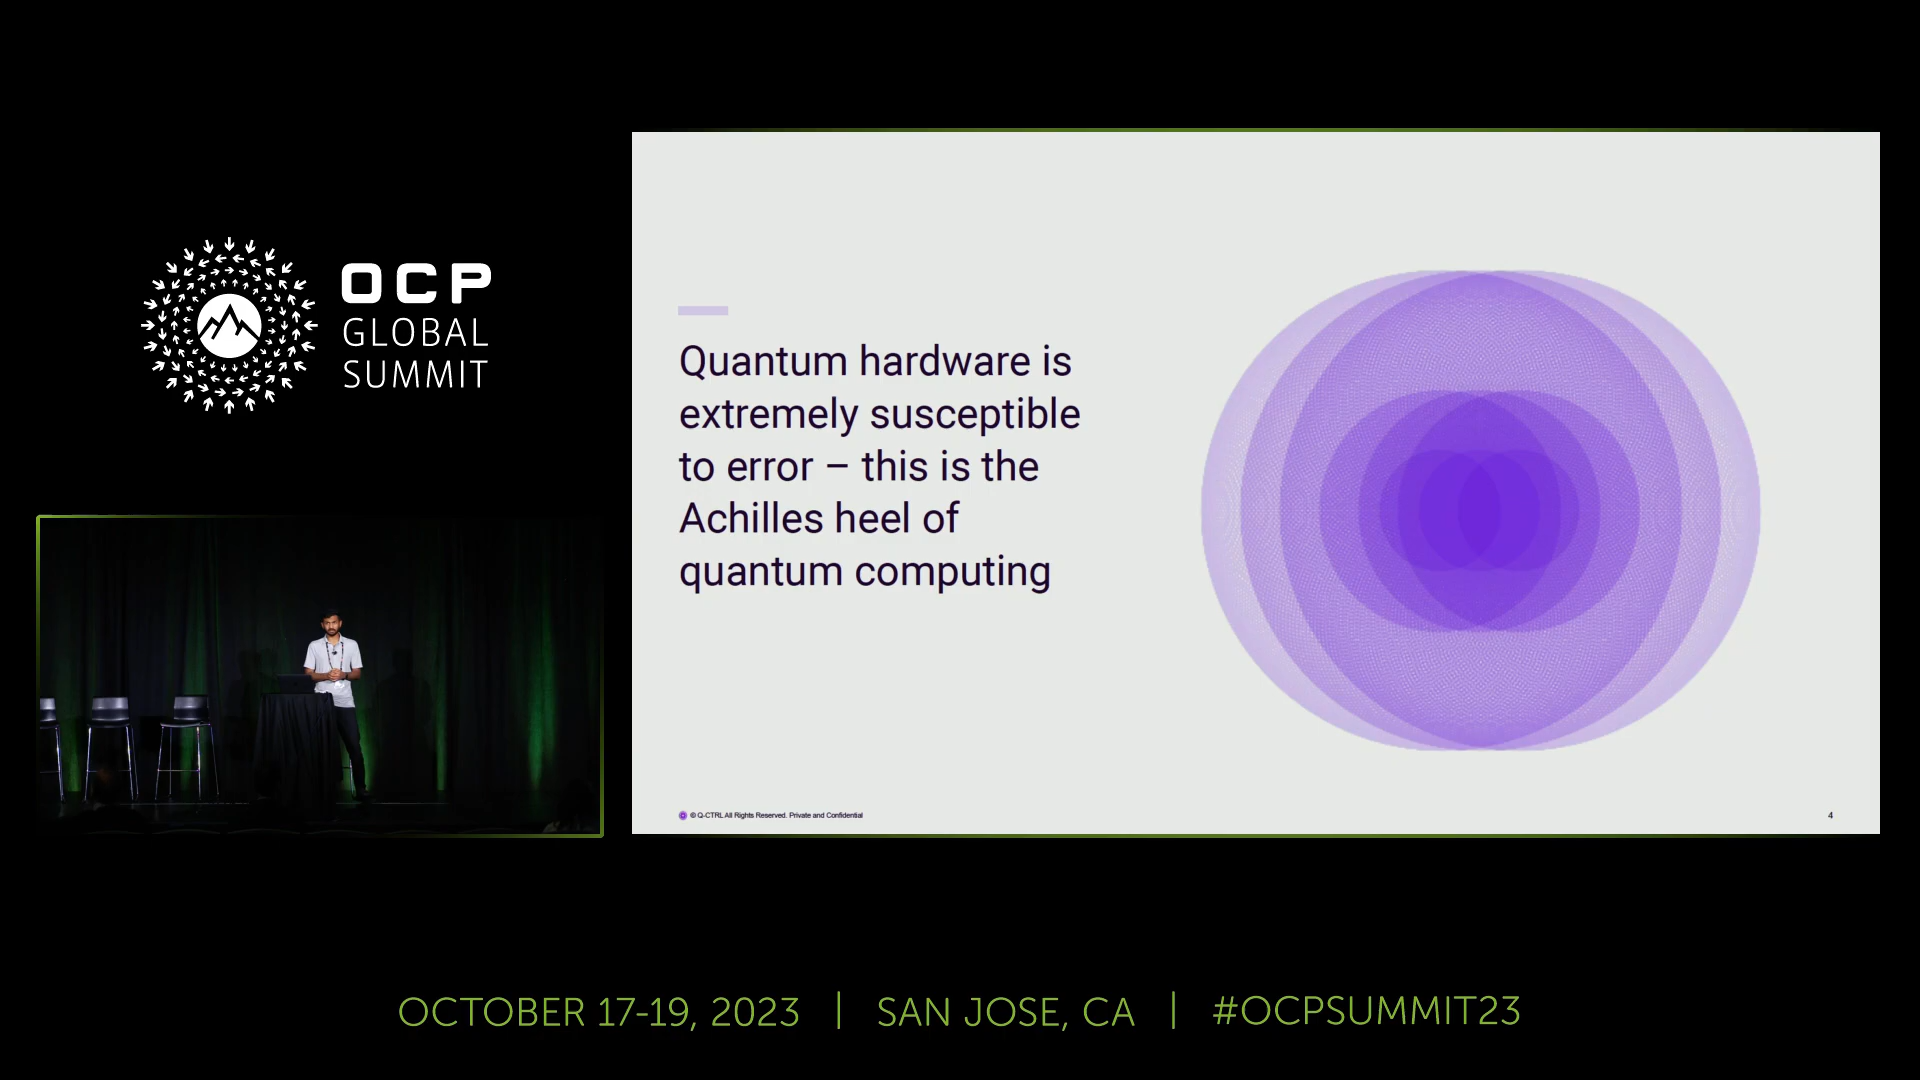 OCP
GLOBAL
SUMMIT
Quantum hardware is
extremely susceptible
to error – this is the
Achilles heel of
quantum computing
© Q-CTRL All Rights Reserved. Private and Confidential
4
OCTOBER 17-19, 2023 | SAN JOSE, CA | #OCPSUMMIT23